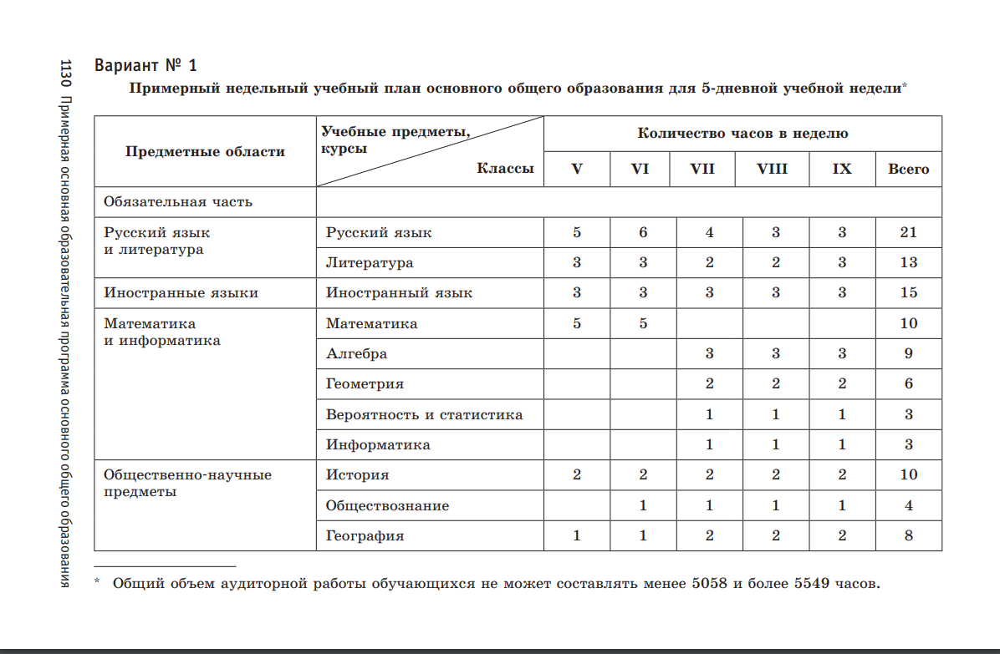 1130 Примерная основная образовательная программа основного общего образования
Вариант № 1
Примерный недельный учебный план основного общего образования для 5-дневной учебной недели*
Предметные области
Учебные предметы,
курсы
Классы
Количество часов в неделю
V VI VII VIII IX Всего
Обязательная часть
Русский язык
и литература
Русский язык 5 6 4 3 3 21
Литература 3 3 2 2 3 13
Иностранные языки
Иностранный язык 3 3 3 3 3 15
Математика
и информатика
Математика 5 5 10
Алгебра 3 3 3 9
Геометрия 2 2 2 6
Вероятность и статистика 1 1 1 3
Информатика 1 1 1 3
Общественно-научные
предметы
История 2 2 2 2 2 10
Обществознание 1 1 1 1 4
География 1 1 2 2 2 8
* Общий объем аудиторной работы обучающихся не может составлять менее 5058 и более 5549 часов.